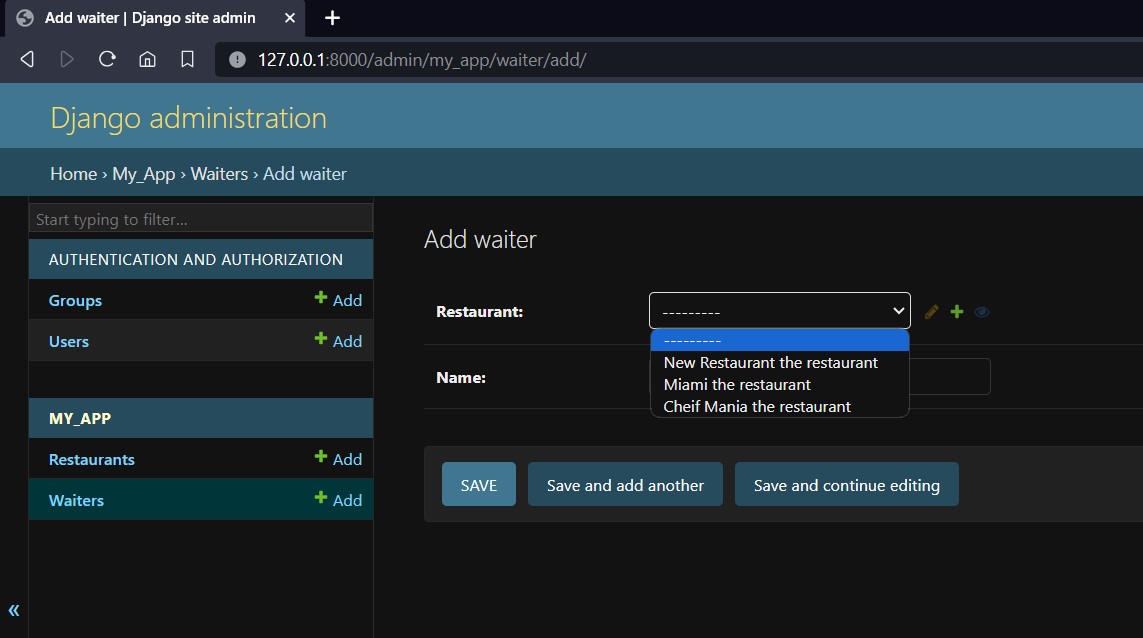 Add waiter | Django site admin
127.0.0.1:8000/admin/my_app/waiter/add/
Django administration
Home › My_App › Waiters › Add waiter
Start typing to filter...
AUTHENTICATION AND AUTHORIZATION
Groups
Add
Users
Add
MY_APP
Restaurants
Add
Waiters
Add
«
Add waiter
Restaurant:
---------
---------
New Restaurant the restaurant
Miami the restaurant
Cheif Mania the restaurant
Name:
SAVE
Save and add another
Save and continue editing